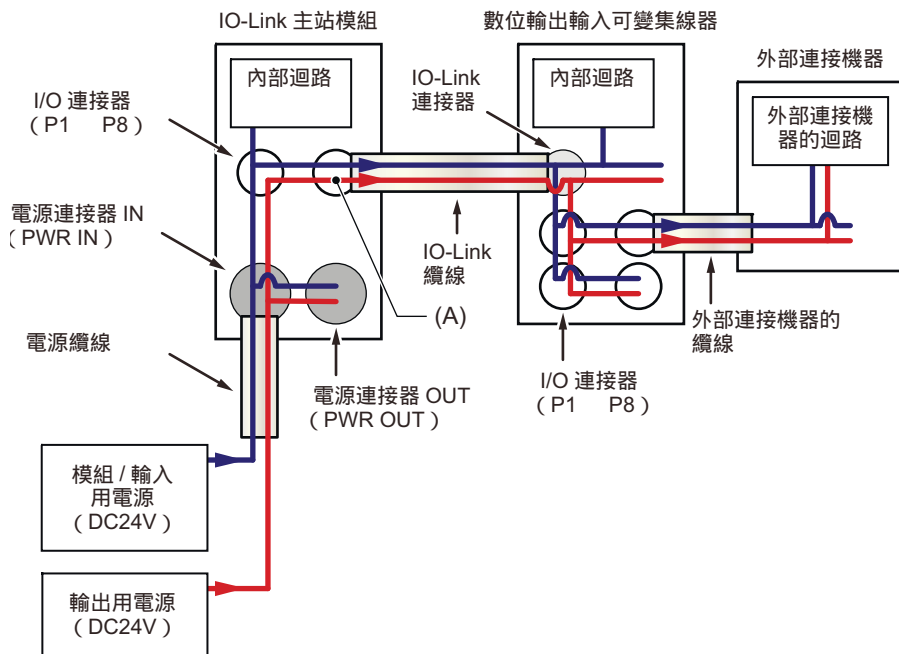 IO-Link 主站模組
數位輸出輸入可變集線器
外部連接機器
內部迴路
IO-Link
連接器
內部迴路
I/O 連接器
（P1 P8）
外部連接機
器的迴路
電源連接器 IN
（PWR IN）
IO-Link
纜線
(A)
外部連接機器的
纜線
電源纜線
電源連接器 OUT
（PWR OUT）
I/O 連接器
（P1 P8）
模組 / 輸入
用電源
（DC24V）
輸出用電源
（DC24V）